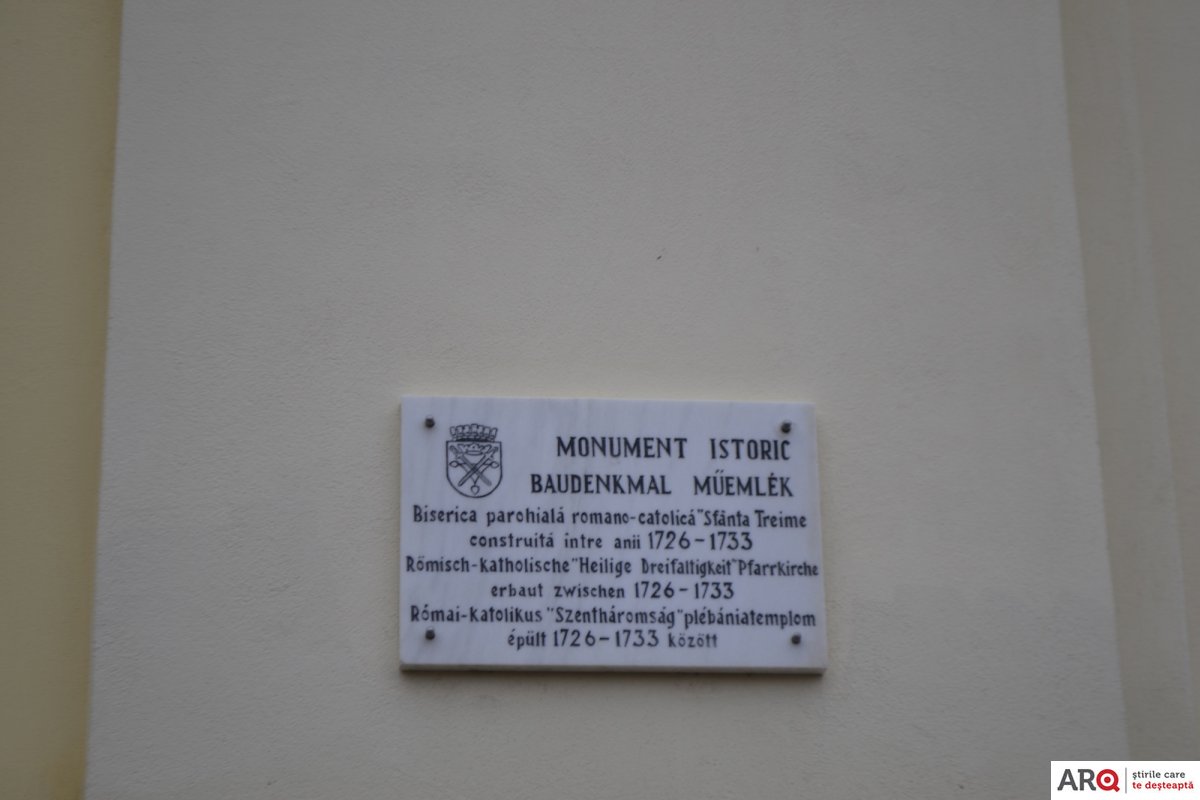 MONUMENT ISTORIC
BAUDENKMAL MŰEMLÉK
Biserica parohială romano-catolică "Sfânta Treime
construită între anii 1726-1733
Römisch-katholische "Heilige Dreifaltigkeit" Pfarrkirche
erbaut zwischen 1726-1733
Római-katolikus "Szentháromság" plébániatemplom
épült 1726-1733 között
ARQ știrile care
te deșteaptă